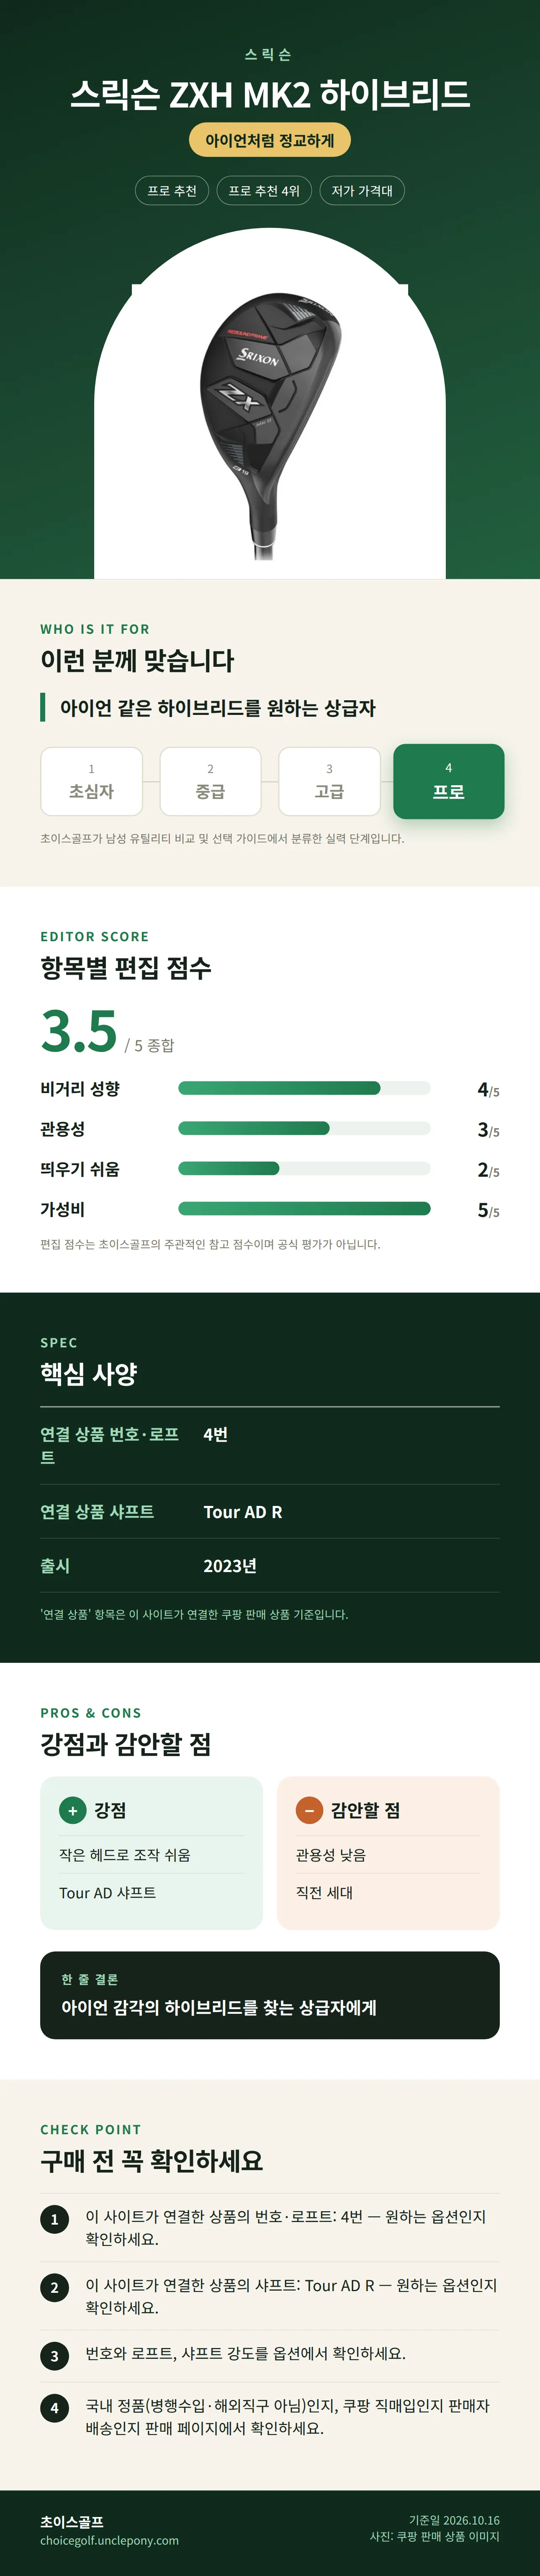 스릭슨
스릭슨 ZXH MK2 하이브리드
아이언처럼 정교하게
프로 추천
프로 추천 4위
저가 가격대
SRIXON
ZX
WHO IS IT FOR
이런 분께 맞습니다
아이언 같은 하이브리드를 원하는 상급자
1
초심자
2
중급
3
고급
4
프로
초이스골프가 남성 유틸리티 비교 및 선택 가이드에서 분류한 실력 단계입니다.
EDITOR SCORE
항목별 편집 점수
3.5 / 5 종합
비거리 성향 4/5
관용성 3/5
띄우기 쉬움 2/5
가성비 5/5
편집 점수는 초이스골프의 주관적인 참고 점수이며 공식 평가가 아닙니다.
SPEC
핵심 사양
연결 상품 번호·로프트 4번
연결 상품 샤프트 Tour AD R
출시 2023년
'연결 상품' 항목은 이 사이트가 연결한 쿠팡 판매 상품 기준입니다.
PROS & CONS
강점과 감안할 점
+ 강점
작은 헤드로 조작 쉬움
Tour AD 샤프트
− 감안할 점
관용성 낮음
직전 세대
한 줄 결론
아이언 감각의 하이브리드를 찾는 상급자에게
CHECK POINT
구매 전 꼭 확인하세요
1 이 사이트가 연결한 상품의 번호·로프트: 4번 — 원하는 옵션인지
확인하세요.
2 이 사이트가 연결한 상품의 샤프트: Tour AD R — 원하는 옵션인지
확인하세요.
3 번호와 로프트, 샤프트 강도를 옵션에서 확인하세요.
4 국내 정품(병행수입·해외직구 아님)인지, 쿠팡 직매입인지 판매자
배송인지 판매 페이지에서 확인하세요.
초이스골프
choicegolf.unclepony.com
기준일 2026.10.16
사진: 쿠팡 판매 상품 이미지